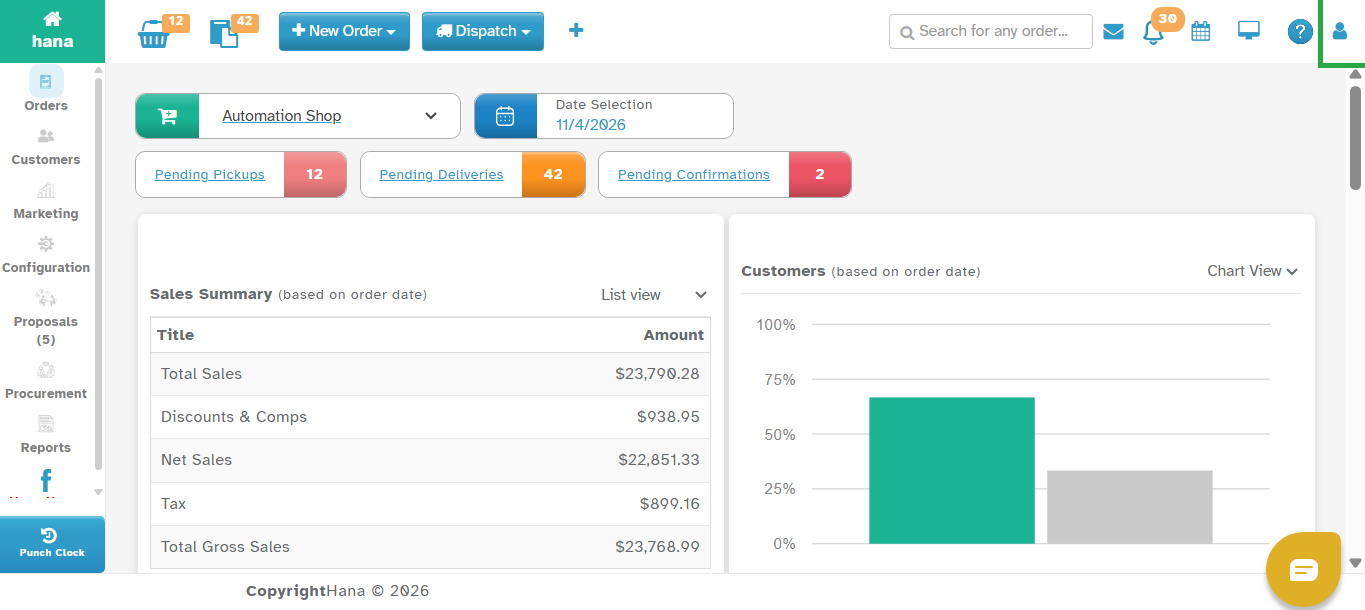 hana
12
42
New Order
Dispatch
Search for any order...
30
?
Orders
Customers
Marketing
Configuration
Proposals
(5)
Procurement
Reports
Punch Clock
Automation Shop
Date Selection
11/4/2026
Pending Pickups 12
Pending Deliveries 42
Pending Confirmations 2
Sales Summary (based on order date)
List view
Title Amount
Total Sales $23,790.28
Discounts & Comps $938.95
Net Sales $22,851.33
Tax $899.16
Total Gross Sales $23,768.99
Customers (based on order date)
Chart View
100%
75%
50%
25%
0%
CopyrightHana © 2026